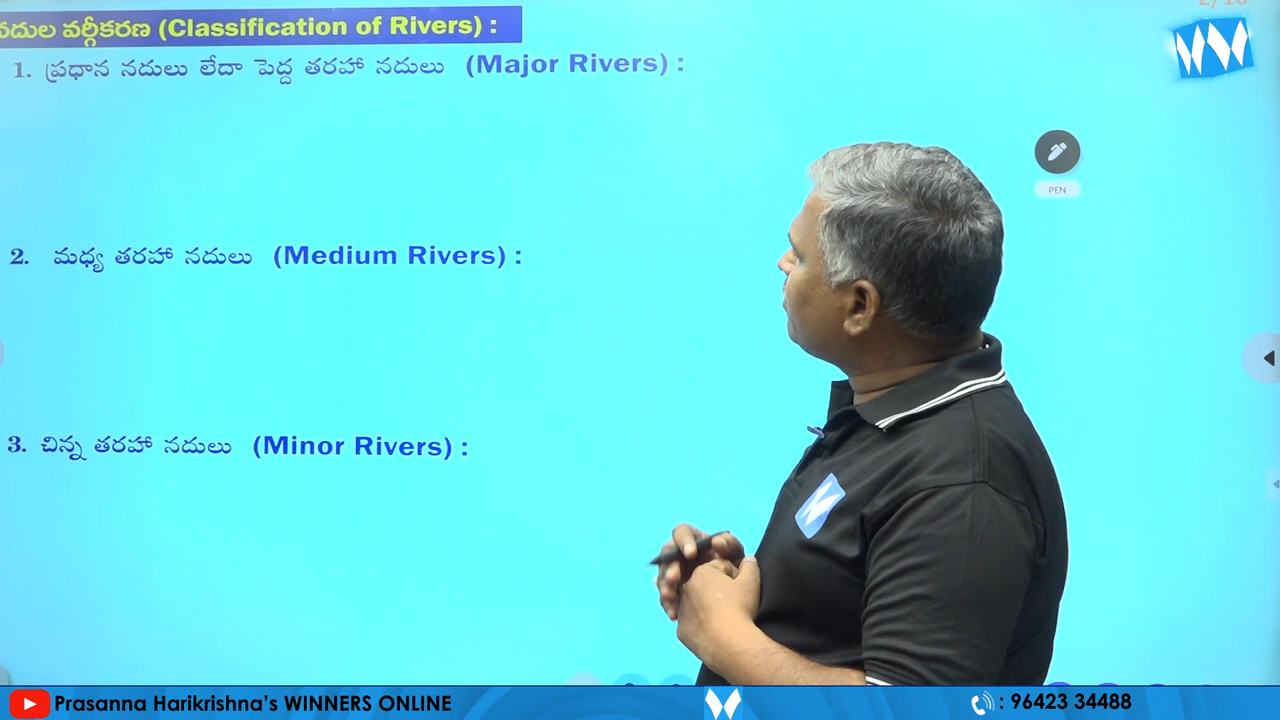 నదుల వర్గీకరణ (Classification of Rivers) :
1. ప్రధాన నదులు లేదా పెద్ద తరహా నదులు (Major Rivers) :
PEN
2. మధ్య తరహా నదులు (Medium Rivers) :
3. చిన్న తరహా నదులు (Minor Rivers) :
Prasanna Harikrishna's WINNERS ONLINE
: 96423 34488